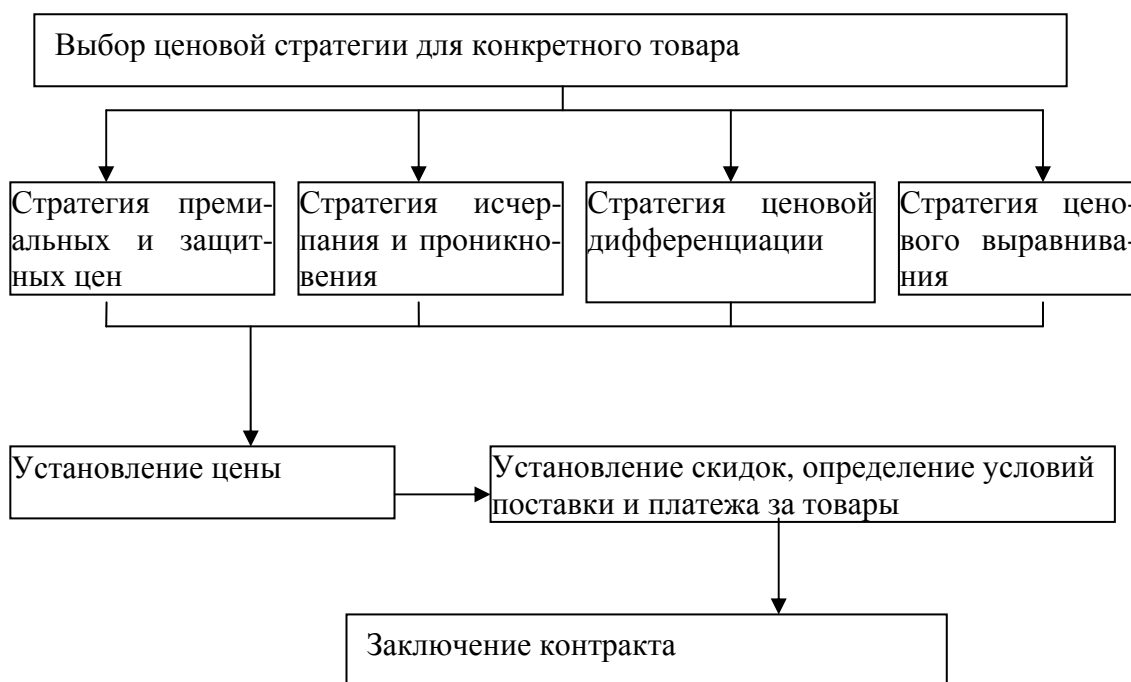 Выбор ценовой стратегии для конкретного товара
Стратегия преми-
альных и защит-
ных цен
Стратегия исчер-
пания и проникно-
вения
Стратегия ценовой
дифференциации
Стратегия цено-
вого выравнива-
ния
Установление цены
Установление скидок, определение условий
поставки и платежа за товары
Заключение контракта